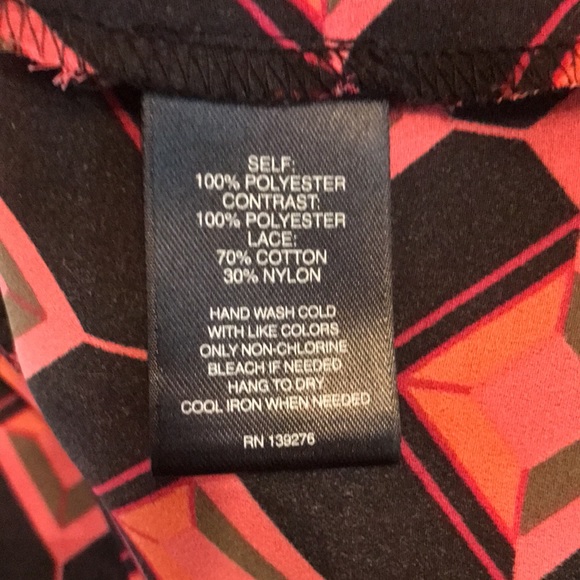 SELF:
100% POLYESTER
CONTRAST:
100% POLYESTER
LACE:
70% COTTON
30% NYLON
HAND WASH COLD
WITH LIKE COLORS
ONLY NON-CHLORINE
BLEACH IF NEEDED
HANG TO DRY
COOL IRON WHEN NEEDED
RN 139276